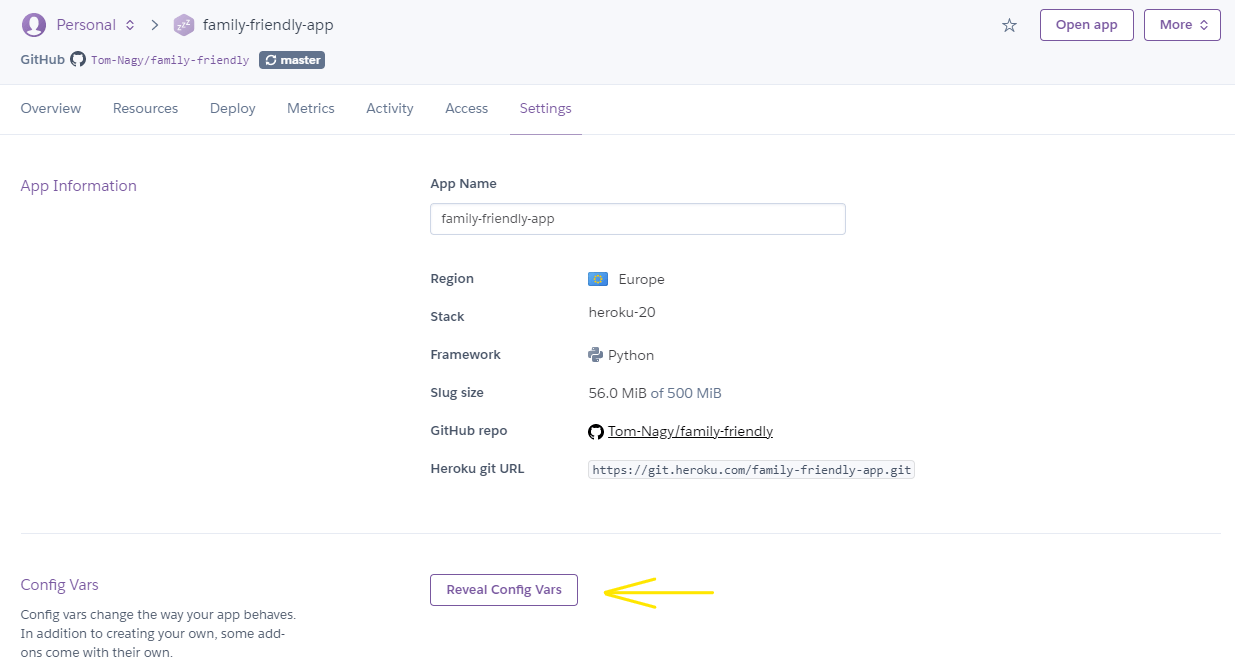 Personal family-friendly-app Open app More
GitHub Tom-Nagy/family-friendly master
Overview Resources Deploy Metrics Activity Access Settings
App Information
App Name
family-friendly-app
Region Europe
Stack heroku-20
Framework Python
Slug size 56.0 MiB of 500 MiB
GitHub repo Tom-Nagy/family-friendly
Heroku git URL https://git.heroku.com/family-friendly-app.git
Config Vars
Config vars change the way your app behaves.
In addition to creating your own, some add-
ons come with their own.
Reveal Config Vars